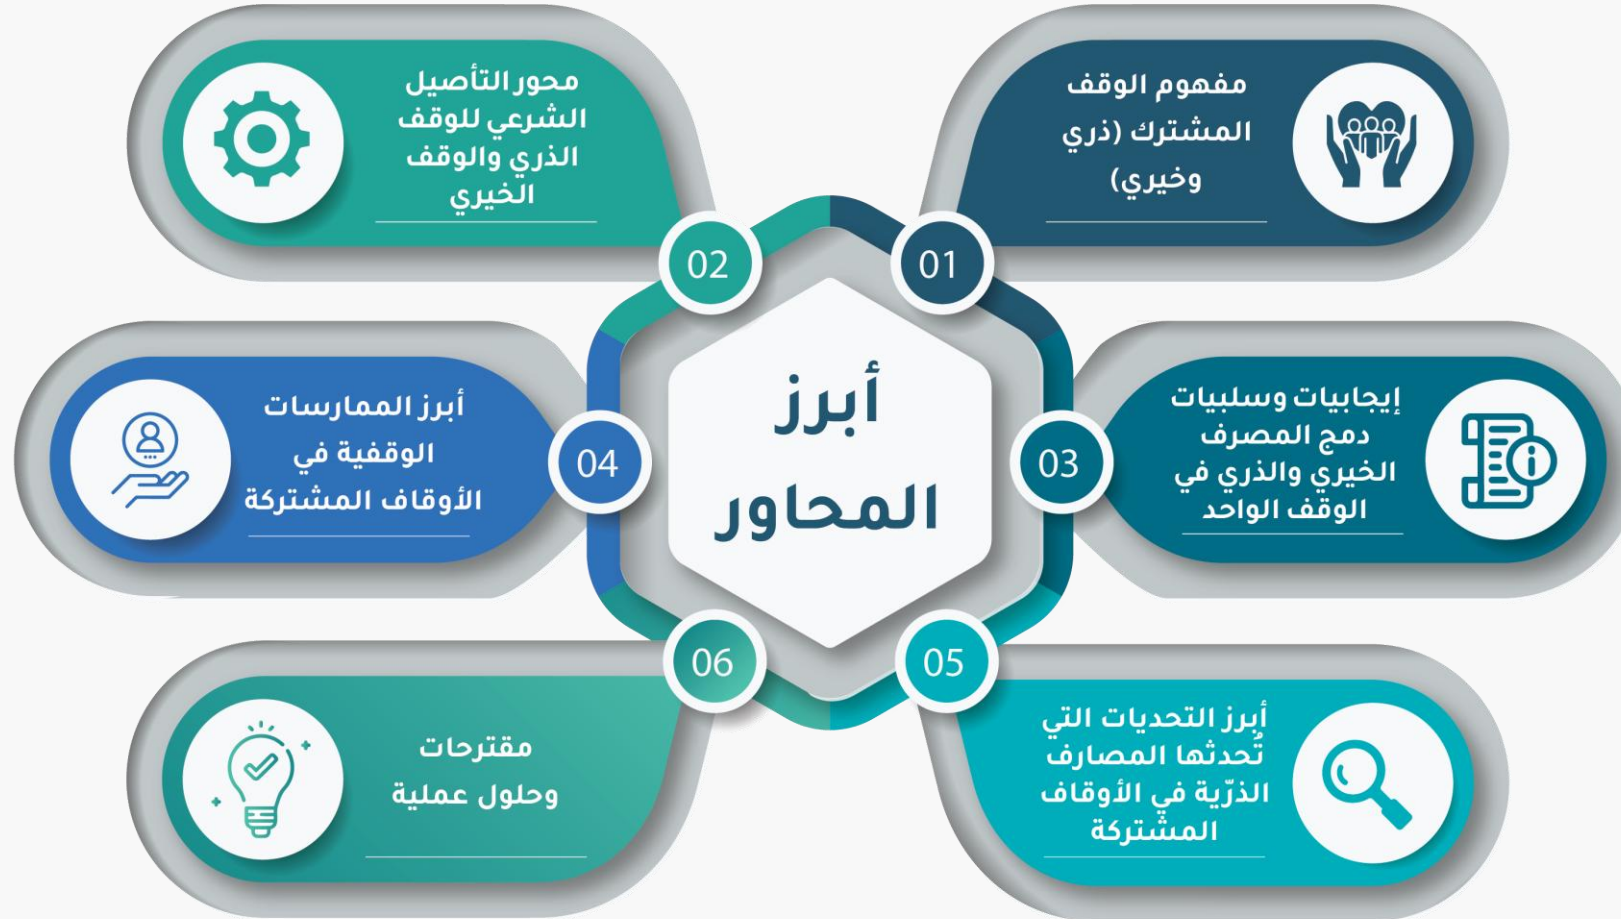 أبرز
المحاور
01
مفهوم الوقف
المشترك (ذري
وخيري)
02
محور التأصيل
الشرعي للوقف
الذري والوقف
الخيري
03
إيجابيات وسلبيات
دمج المصرف
الخيري والذري في
الوقف الواحد
04
أبرز الممارسات
الوقفية في
الأوقاف المشتركة
05
أبرز التحديات التي
تُحدثها المصارف
الذرّية في الأوقاف
المشتركة
06
مقترحات
وحلول عملية